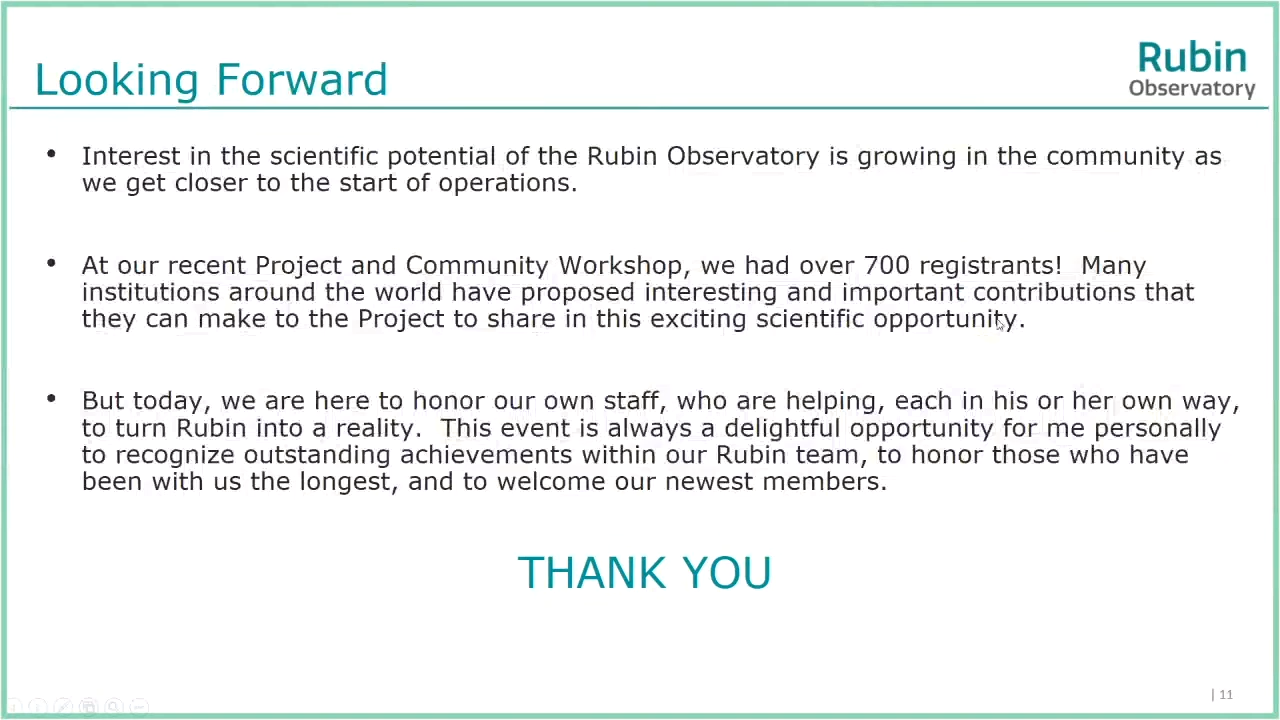 Looking Forward
Rubin
Observatory
• Interest in the scientific potential of the Rubin Observatory is growing in the community as
we get closer to the start of operations.
• At our recent Project and Community Workshop, we had over 700 registrants!  Many
institutions around the world have proposed interesting and important contributions that
they can make to the Project to share in this exciting scientific opportunity.
• But today, we are here to honor our own staff, who are helping, each in his or her own way,
to turn Rubin into a reality.  This event is always a delightful opportunity for me personally
to recognize outstanding achievements within our Rubin team, to honor those who have
been with us the longest, and to welcome our newest members.
THANK YOU
| 11